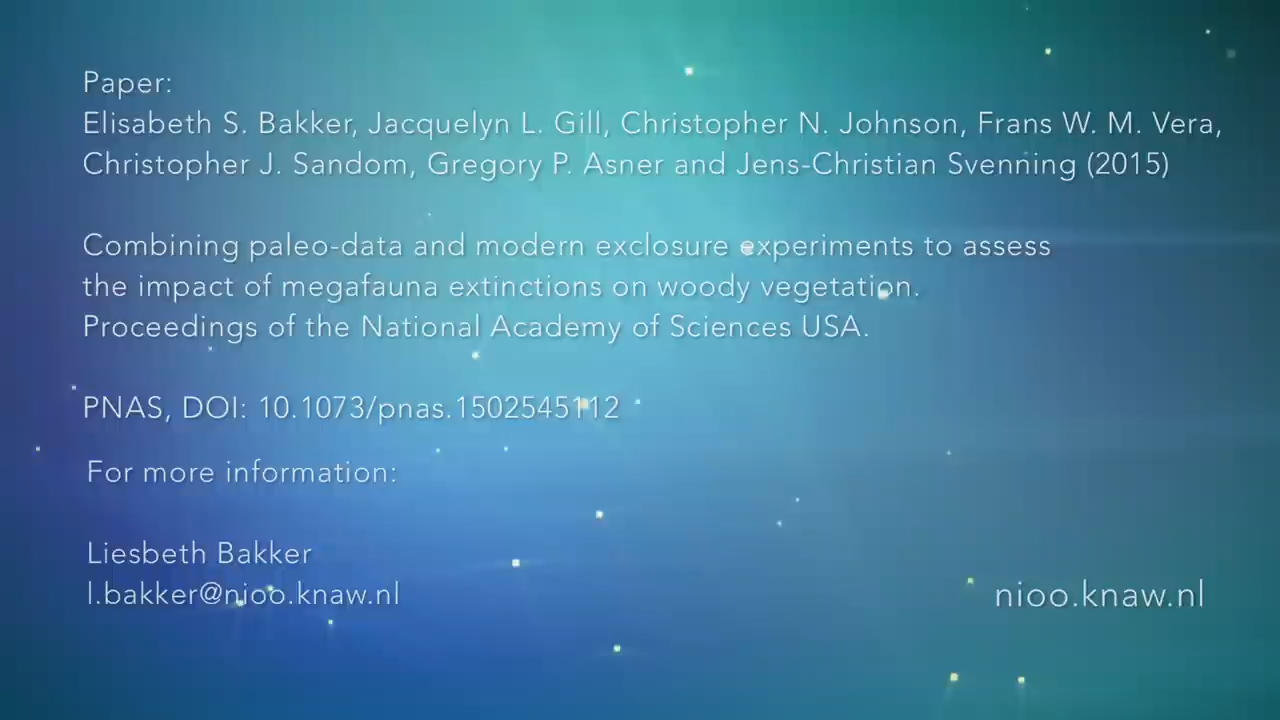 Paper:
Elisabeth S. Bakker, Jacquelyn L. Gill, Christopher N. Johnson, Frans W. M. Vera,
Christopher J. Sandom, Gregory P. Asner and Jens-Christian Svenning (2015)
Combining paleo-data and modern exclosure experiments to assess
the impact of megafauna extinctions on woody vegetation.
Proceedings of the National Academy of Sciences USA.
PNAS, DOI: 10.1073/pnas.1502545112
For more information:
Liesbeth Bakker
l.bakker@nioo.knaw.nl
nioo.knaw.nl